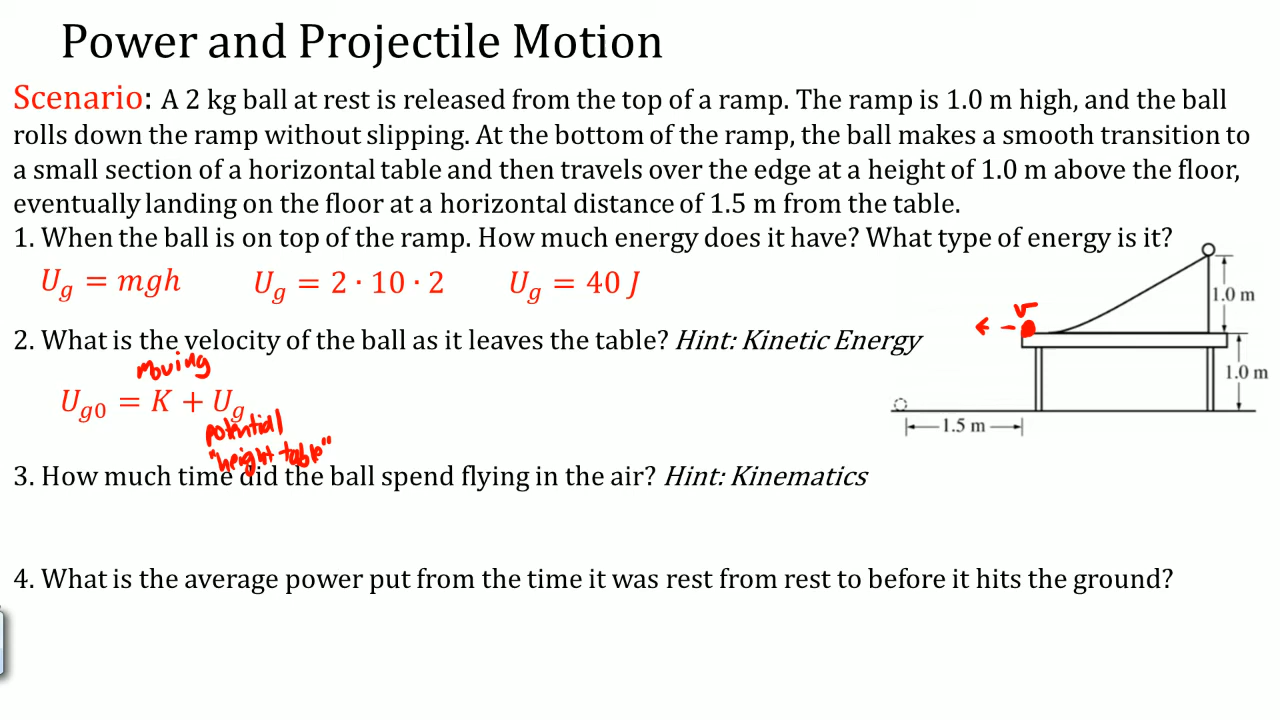 Power and Projectile Motion
Scenario: A 2 kg ball at rest is released from the top of a ramp. The ramp is 1.0 m high, and the ball
rolls down the ramp without slipping. At the bottom of the ramp, the ball makes a smooth transition to
a small section of a horizontal table and then travels over the edge at a height of 1.0 m above the floor,
eventually landing on the floor at a horizontal distance of 1.5 m from the table.
1. When the ball is on top of the ramp. How much energy does it have? What type of energy is it?
U_g = mgh U_g = 2 · 10 · 2 U_g = 40 J
1.0 m
v
2. What is the velocity of the ball as it leaves the table? Hint: Kinetic Energy
moving
1.0 m
U_g0 = K + U_g
potential
1.5 m
"height table"
3. How much time did the ball spend flying in the air? Hint: Kinematics
4. What is the average power put from the time it was rest from rest to before it hits the ground?